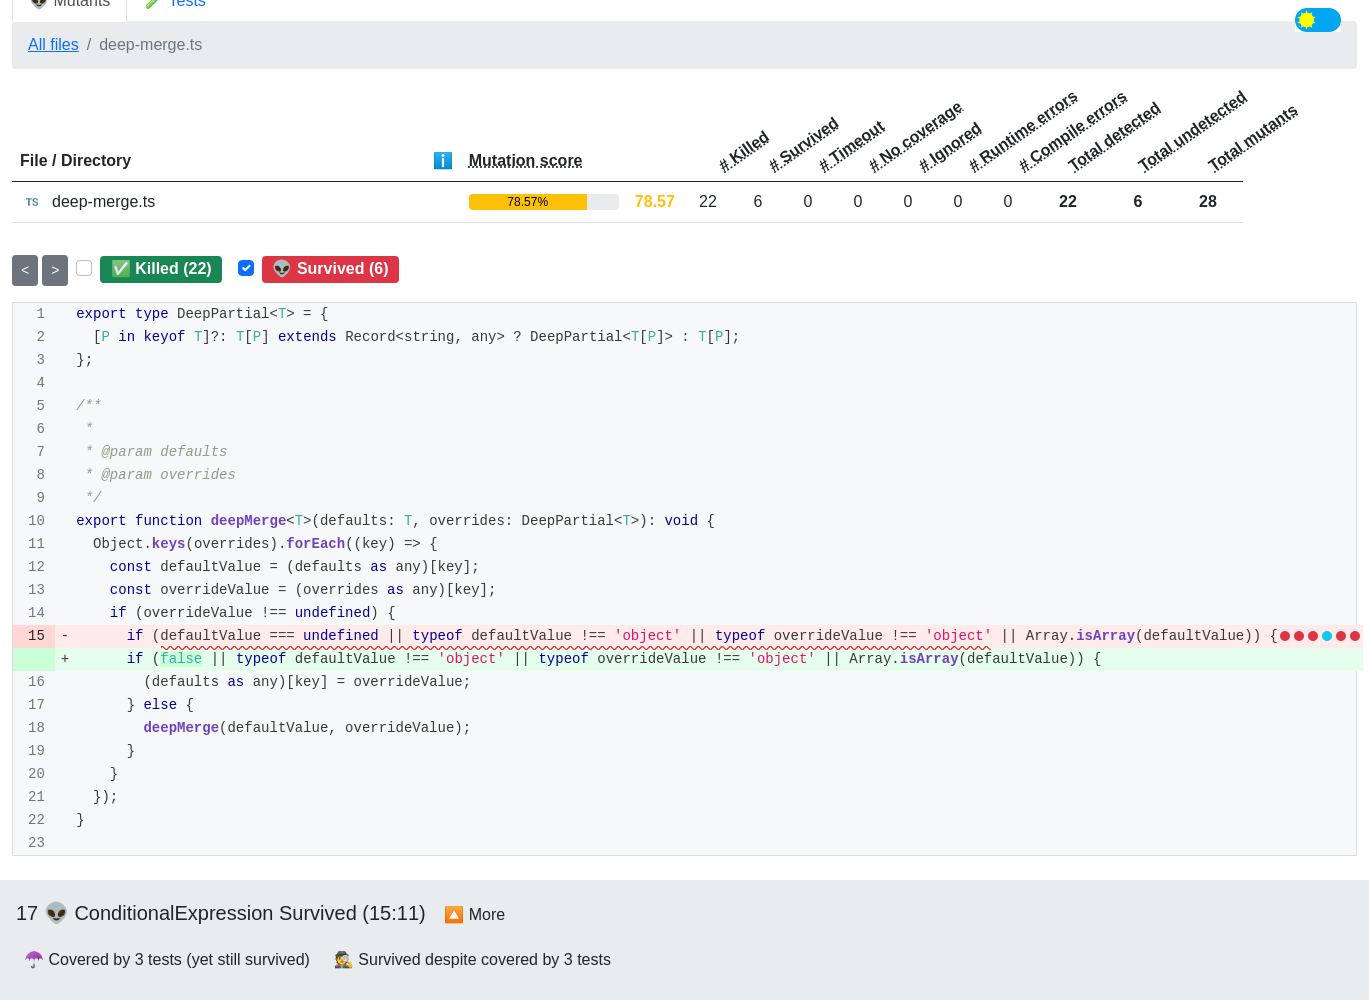 Mutants Tests
All files / deep-merge.ts
File / Directory ℹ Mutation score # Killed # Survived # Timeout # No coverage # Ignored # Runtime errors # Compile errors Total detected Total undetected Total mutants
TS deep-merge.ts 78.57% 78.57 22 6 0 0 0 0 0 22 6 28
< > ✅ Killed (22) 👽 Survived (6)
1 export type DeepPartial<T> = {
2 [P in keyof T]?: T[P] extends Record<string, any> ? DeepPartial<T[P]> : T[P];
3 };
4
5 /**
6 *
7 * @param defaults
8 * @param overrides
9 */
10 export function deepMerge<T>(defaults: T, overrides: DeepPartial<T>): void {
11 Object.keys(overrides).forEach((key) => {
12 const defaultValue = (defaults as any)[key];
13 const overrideValue = (overrides as any)[key];
14 if (overrideValue !== undefined) {
15 - if (defaultValue === undefined || typeof defaultValue !== 'object' || typeof overrideValue !== 'object' || Array.isArray(defaultValue)) {
+ if (false || typeof defaultValue !== 'object' || typeof overrideValue !== 'object' || Array.isArray(defaultValue)) {
16 (defaults as any)[key] = overrideValue;
17 } else {
18 deepMerge(defaultValue, overrideValue);
19 }
20 }
21 });
22 }
23
17 👽 ConditionalExpression Survived (15:11) 🔼 More
☂️ Covered by 3 tests (yet still survived) 🕵️ Survived despite covered by 3 tests